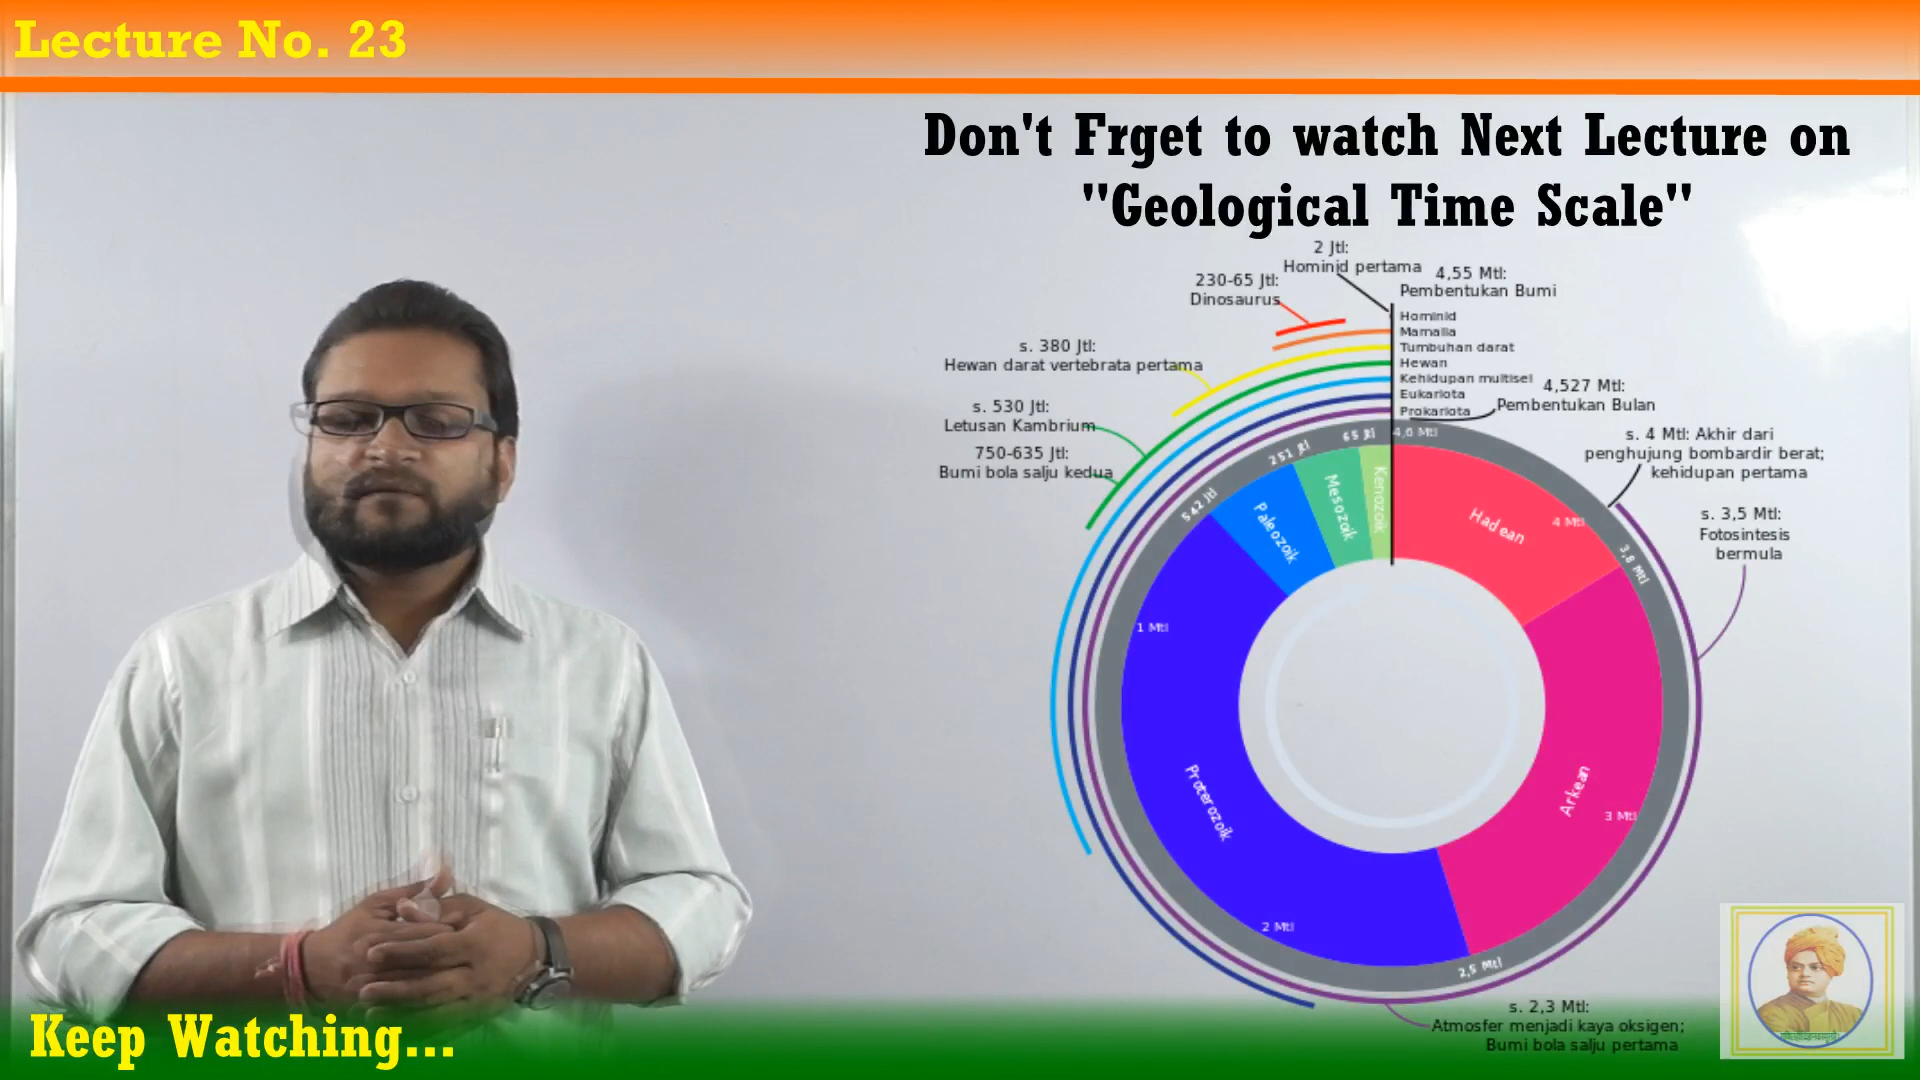 Lecture No. 23
Don't Frget to watch Next Lecture on
"Geological Time Scale"
2 Jtl:
Hominid pertama
4,55 Mtl:
Pembentukan Bumi
230-65 Jtl:
Dinosaurus
Hominid
Mamalia
Tumbuhan darat
Hewan
Kehidupan multisel
Eukariota
Prokariota
s. 380 Jtl:
Hewan darat vertebrata pertama
4,527 Mtl:
Pembentukan Bulan
s. 530 Jtl:
Letusan Kambrium
750-635 Jtl:
Bumi bola salju kedua
s. 4 Mtl: Akhir dari
penghujung bombardir berat;
kehidupan pertama
s. 3,5 Mtl:
Fotosintesis
bermula
4,6 Mtl
65 Jtl
251 Jtl
542 Jtl
Kenozoik
Mesozoik
Paleozoik
Hadean
4 Mtl
3,8 Mtl
1 Mtl
Proterozoik
Arkean
3 Mtl
2 Mtl
2,5 Mtl
s. 2,3 Mtl:
Atmosfer menjadi kaya oksigen;
Bumi bola salju pertama
Keep Watching...